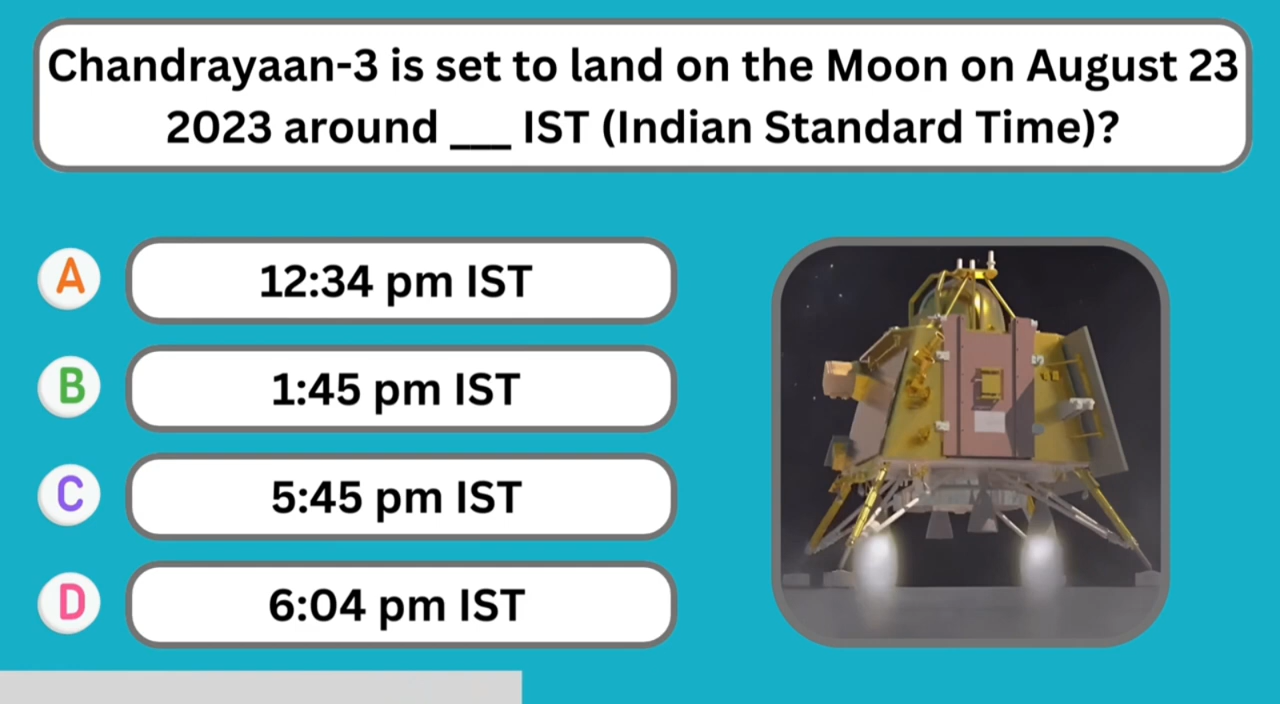 Chandrayaan-3 is set to land on the Moon on August 23
2023 around ___ IST (Indian Standard Time)?
A 12:34 pm IST
B 1:45 pm IST
C 5:45 pm IST
D 6:04 pm IST